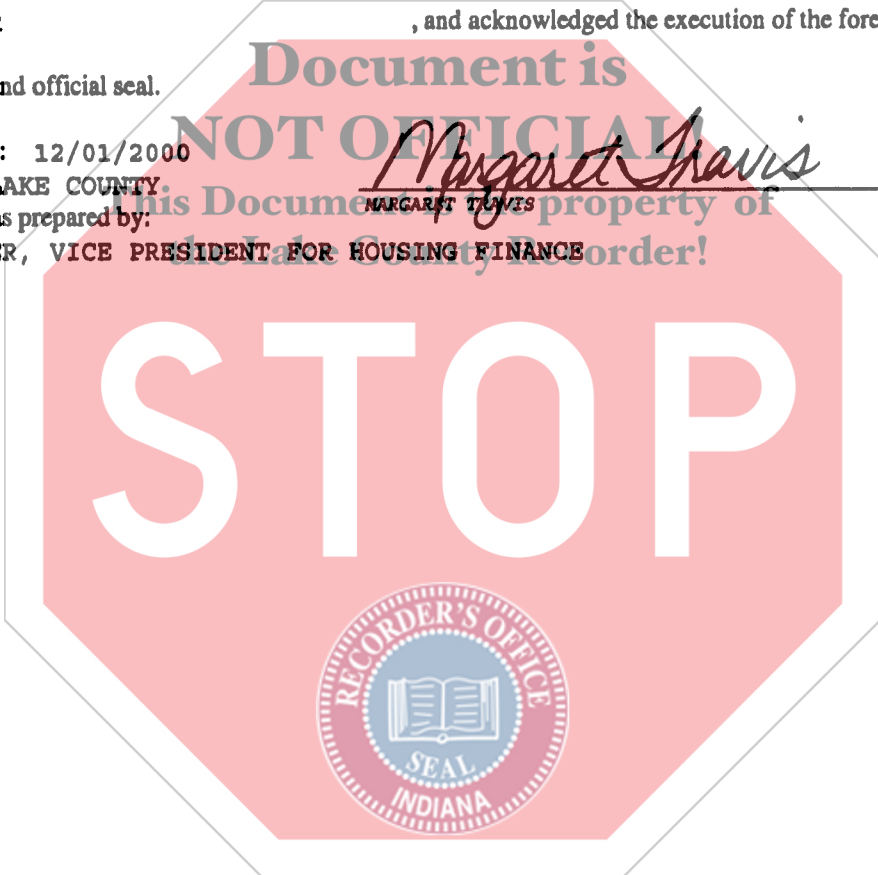 , and acknowledged the execution of the fore
nd official seal.
Document is
NOT OFFICIAL
: 12/01/2000
Margaret Travis
AKE COUNTY
MARGARST TRAVIS
s prepared by:
This Document is the property of
R, VICE PRESIDENT FOR HOUSING FINANCE
the Lake County Recorder!
STOP
RECORDER'S OFFICE
SEAL
INDIANA